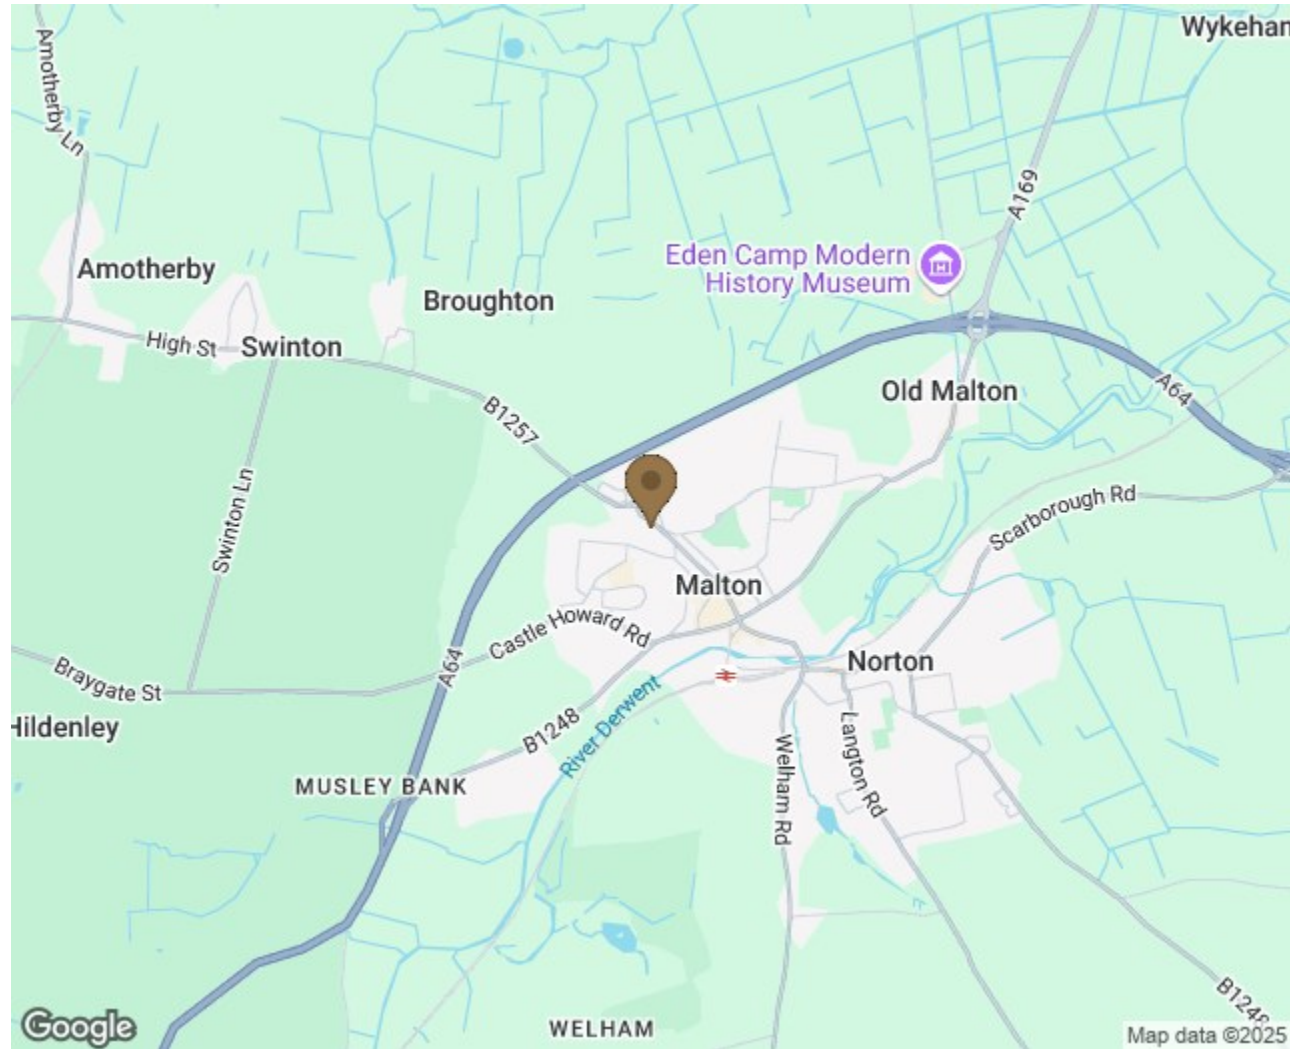 Wykeham
Amotherby Ln
A169
Eden Camp Modern
History Museum
Amotherby
Broughton
High St
Swinton
Old Malton
A64
B1257
Swinton Ln
Scarborough Rd
Malton
Castle Howard Rd
A64
Norton
Braygate St
Hildenley
River Derwent
B1248
Langton Rd
Welham Rd
MUSLEY BANK
B1248
WELHAM
Google
Map data ©2025